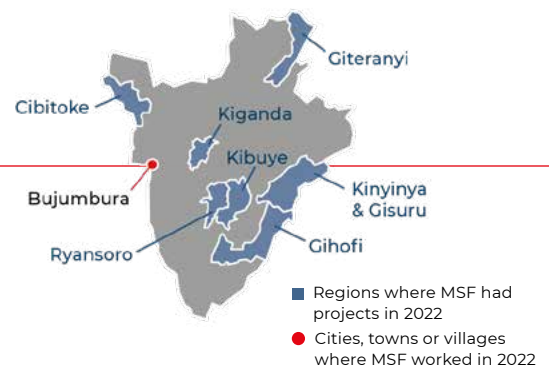 Giteranyi
Cibitoke
Kiganda
Kibuye
Bujumbura
Kinyinya
& Gisuru
Ryansoro
Gihofi
Regions where MSF had
projects in 2022
Cities, towns or villages
where MSF worked in 2022